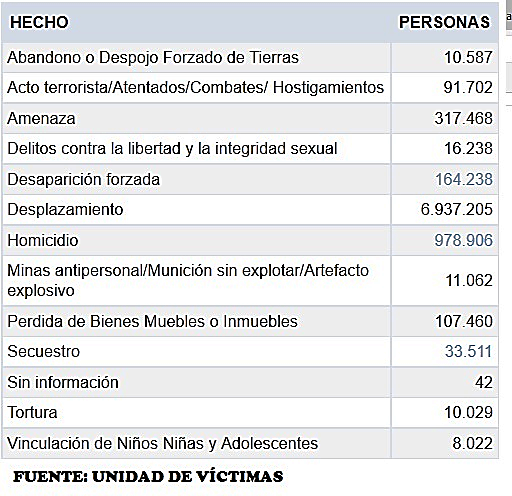 HECHO PERSONAS
Abandono o Despojo Forzado de Tierras 10.587
Acto terrorista/Atentados/Combates/ Hostigamientos 91.702
Amenaza 317.468
Delitos contra la libertad y la integridad sexual 16.238
Desaparición forzada 164.238
Desplazamiento 6.937.205
Homicidio 978.906
Minas antipersonal/Munición sin explotar/Artefacto
explosivo 11.062
Perdida de Bienes Muebles o Inmuebles 107.460
Secuestro 33.511
Sin información 42
Tortura 10.029
Vinculación de Niños Niñas y Adolescentes 8.022
FUENTE: UNIDAD DE VÍCTIMAS